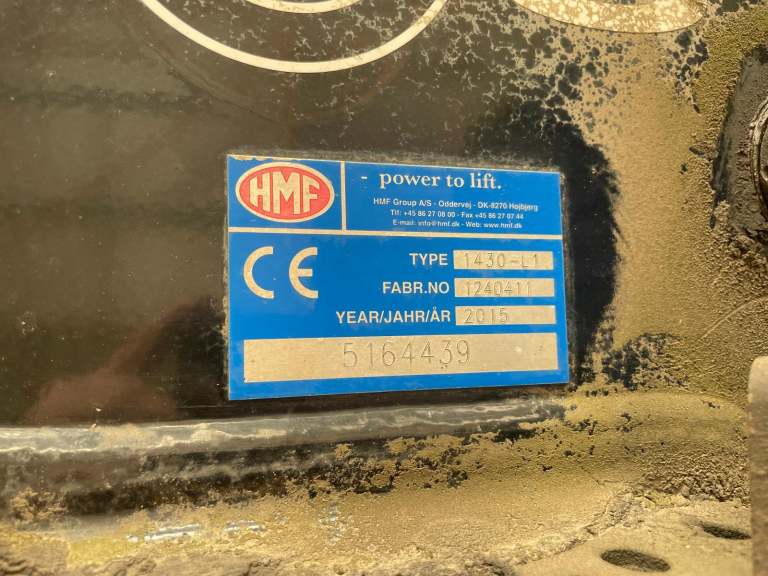 HMF
- power to lift.
HMF Group A/S - Oddervej - DK-8270 Højbjerg
Tlf: +45 86 27 08 00 - Fax +45 86 27 07 44
E-mail: info@hmf.dk - Web: www.hmf.dk
CE
TYPE 1430-L1
FABR.NO 1240411
YEAR/JAHR/ÅR 2015
5164439